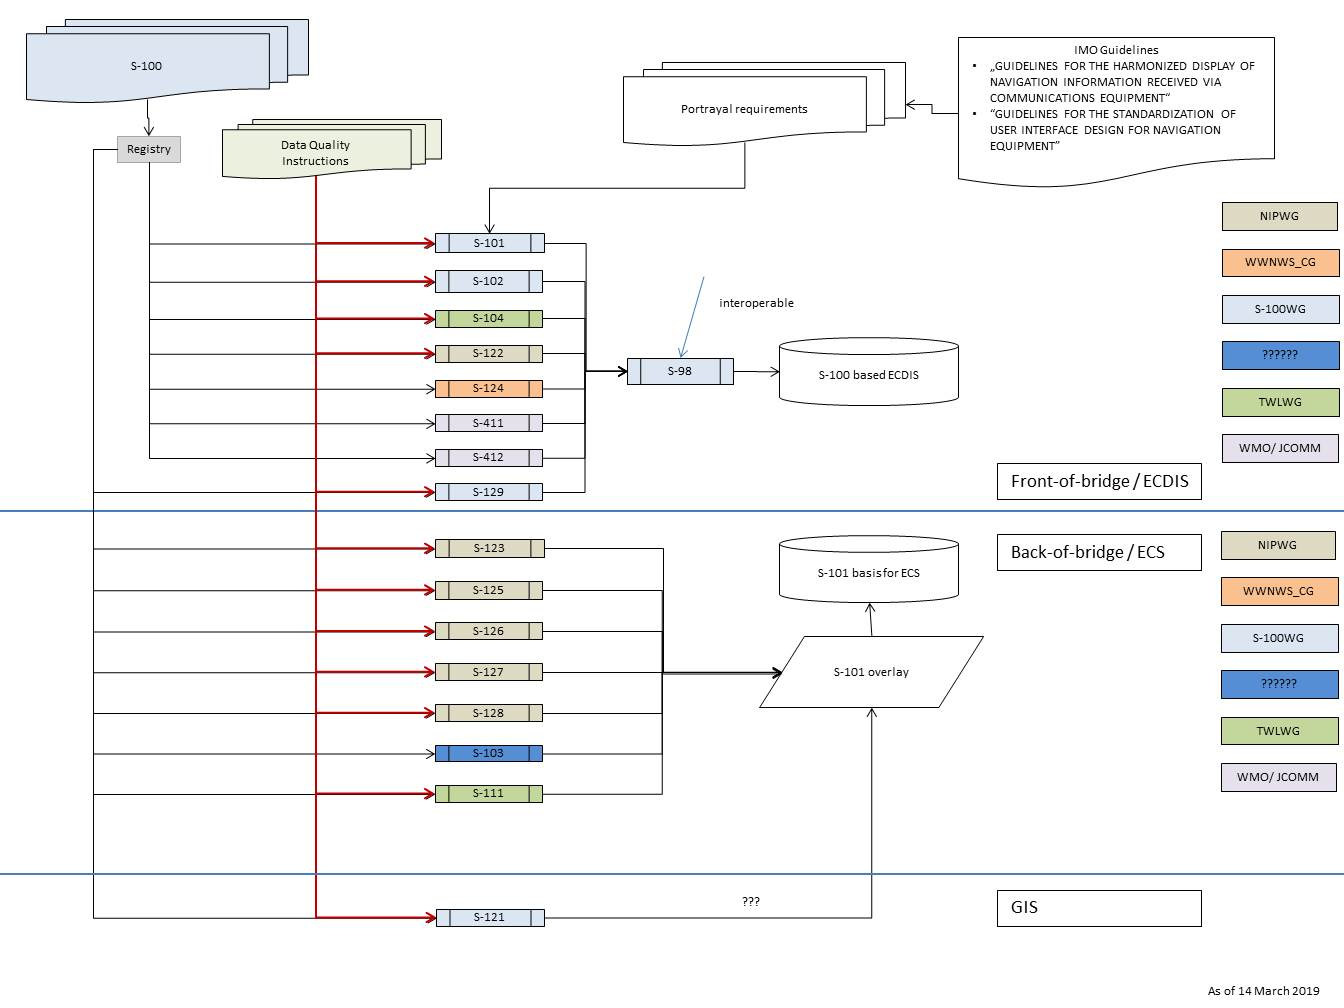 S-100
IMO Guidelines
• „GUIDELINES FOR THE HARMONIZED DISPLAY OF
NAVIGATION INFORMATION RECEIVED VIA
COMMUNICATIONS EQUIPMENT“
• “GUIDELINES FOR THE STANDARDIZATION OF
USER INTERFACE DESIGN FOR NAVIGATION
EQUIPMENT”
Portrayal requirements
Registry
Data Quality
Instructions
NIPWG
WWNWS_CG
S-100WG
??????
TWLWG
WMO/ JCOMM
S-101
S-102
S-104
S-122
S-124
S-411
S-412
S-129
interoperable
S-98
S-100 based ECDIS
Front-of-bridge / ECDIS
Back-of-bridge / ECS
S-123
S-125
S-126
S-127
S-128
S-103
S-111
S-101 basis for ECS
S-101 overlay
NIPWG
WWNWS_CG
S-100WG
??????
TWLWG
WMO/ JCOMM
S-121
???
GIS
As of 14 March 2019